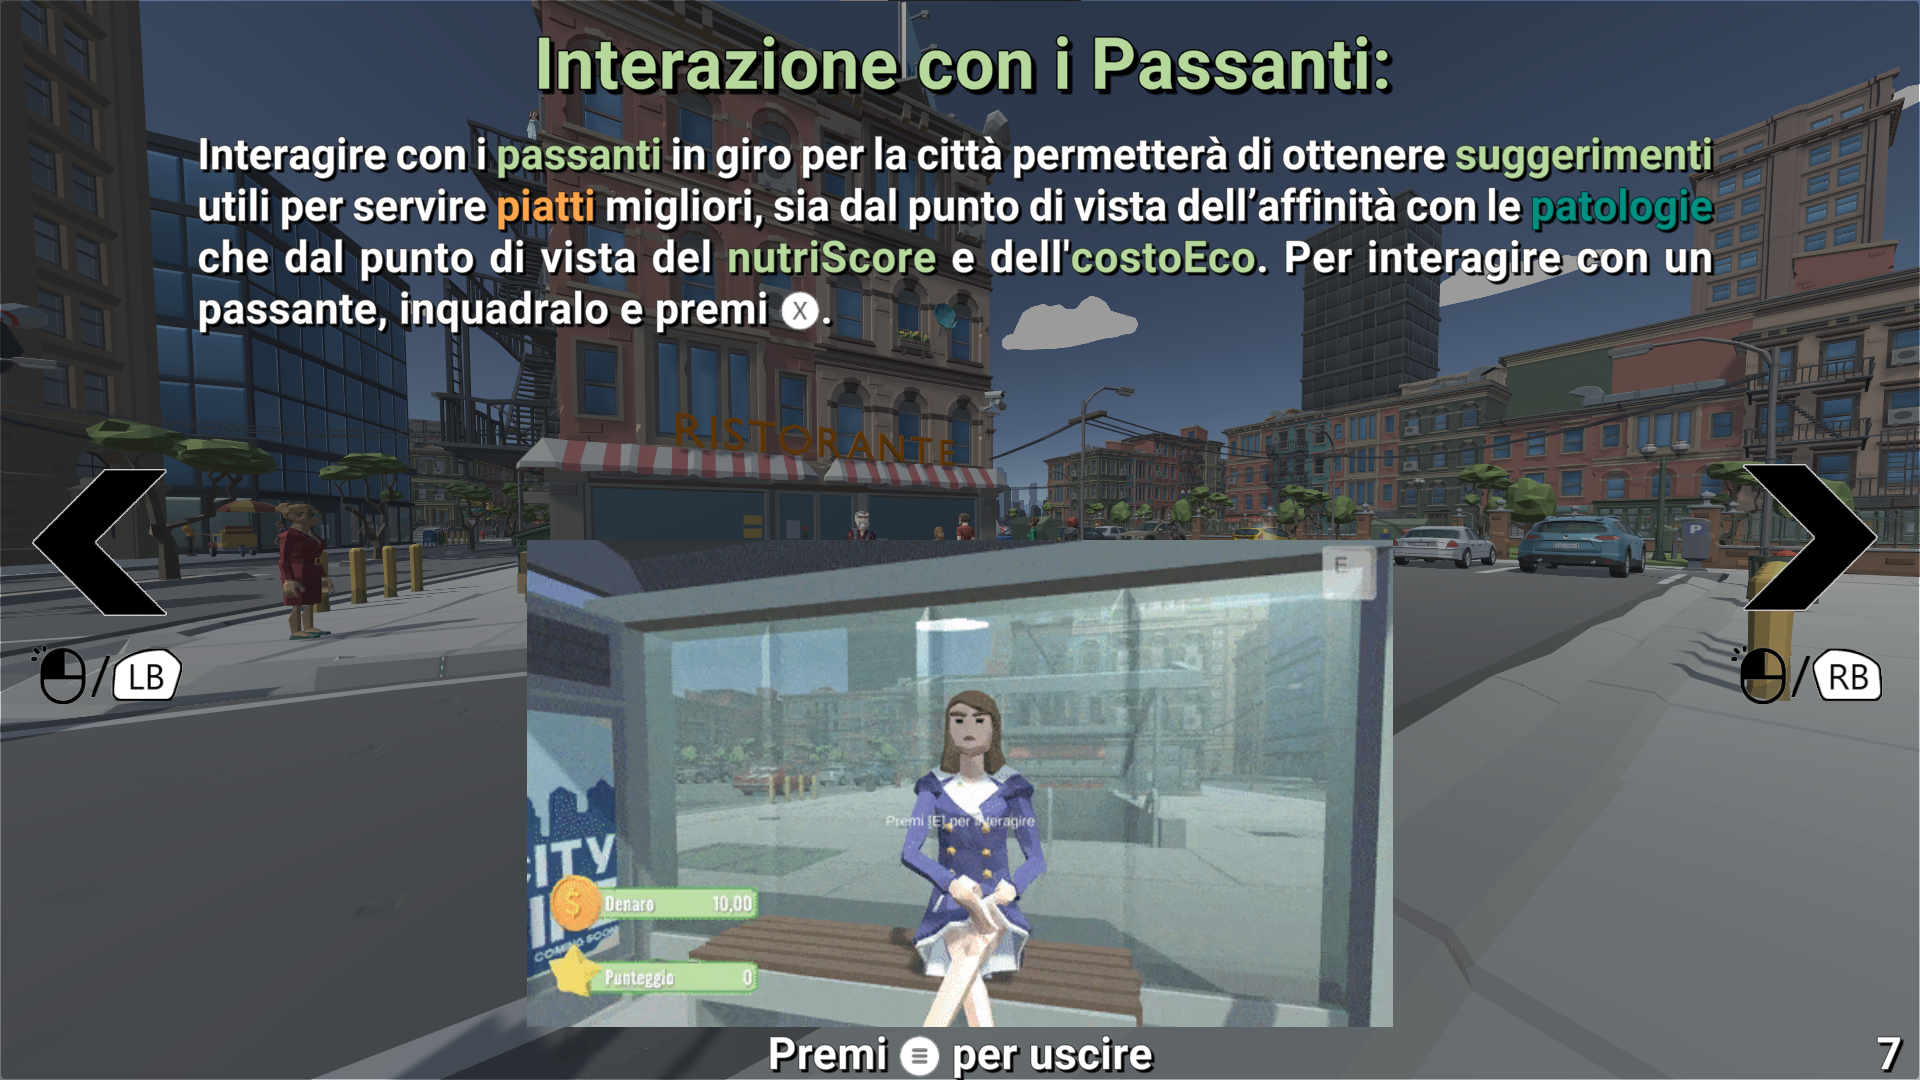 Interazione con i Passanti:
Interagire con i passanti in giro per la città permetterà di ottenere suggerimenti
utili per servire piatti migliori, sia dal punto di vista dell’affinità con le patologie
che dal punto di vista del nutriScore e dell'costoEco. Per interagire con un
passante, inquadralo e premi X.
RISTORANTE
P
E
LB
RB
Premi [E] per interagire
CITY
COMING SOON
Denaro 10,00
Punteggio 0
Premi per uscire
7